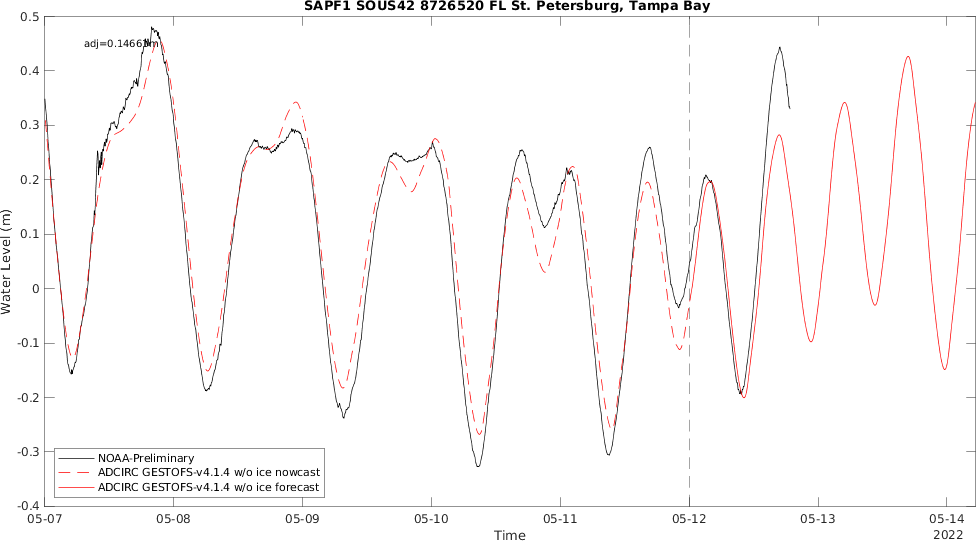 SAPF1 SOUS42 8726520 FL St. Petersburg, Tampa Bay
0.5
adj=0.1466
0.4
0.3
0.2
0.1
0
-0.1
-0.2
-0.3
-0.4
Water Level (m)
NOAA-Preliminary
ADCIRC GESTOFS-v4.1.4 w/o ice nowcast
ADCIRC GESTOFS-v4.1.4 w/o ice forecast
05-07 05-08 05-09 05-10 05-11 05-12 05-13 05-14
Time
2022